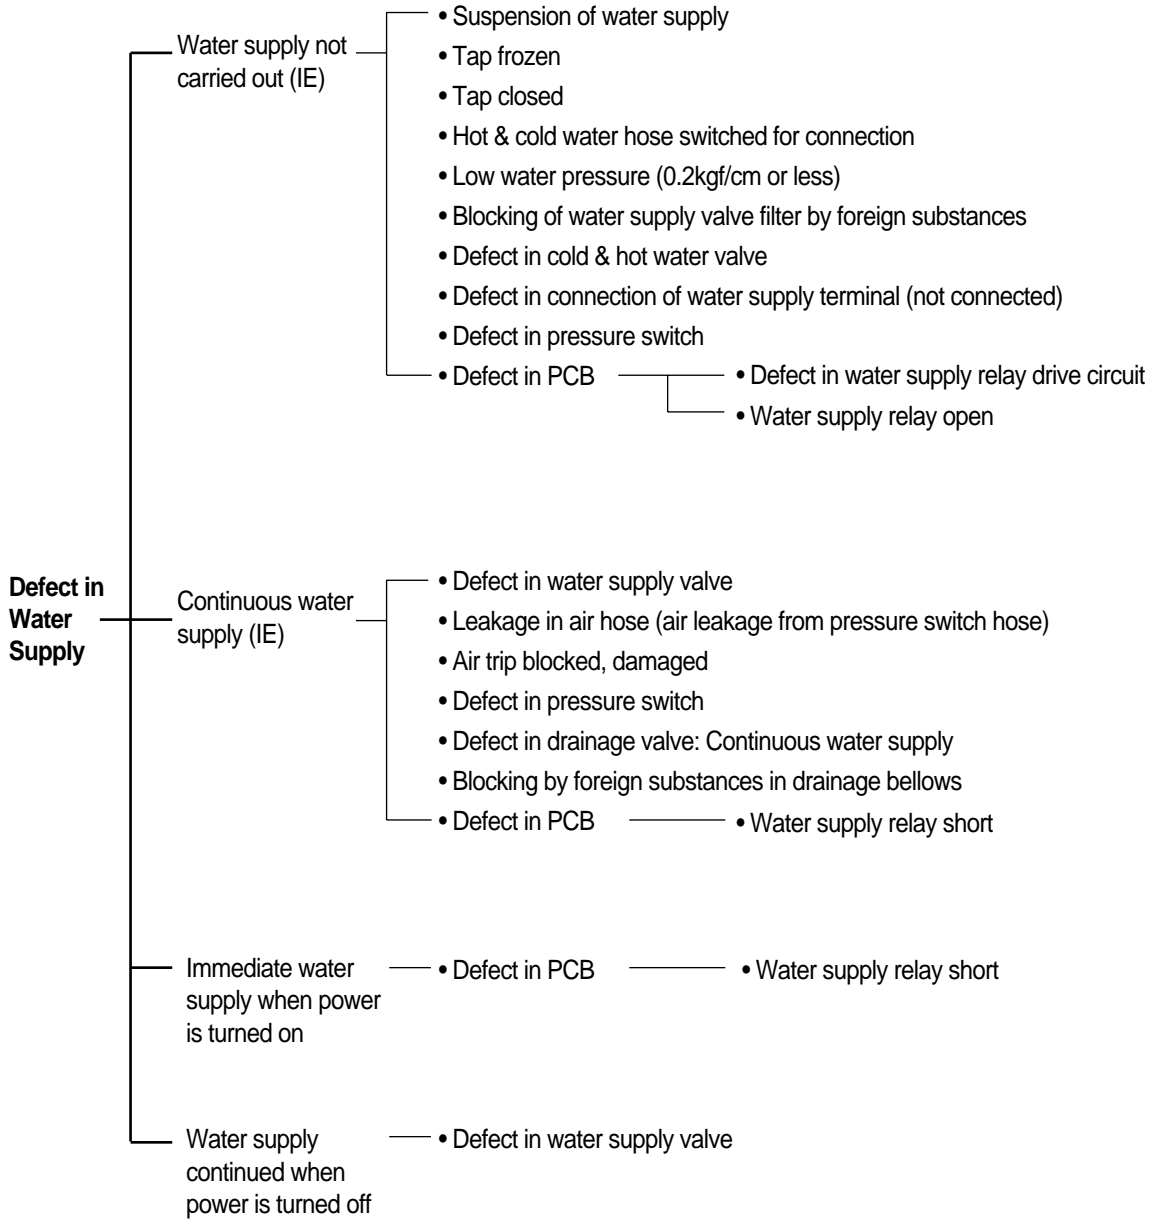 Defect in
Water
Supply
Water supply not
carried out (IE)
• Suspension of water supply
• Tap frozen
• Tap closed
• Hot & cold water hose switched for connection
• Low water pressure (0.2kgf/cm or less)
• Blocking of water supply valve filter by foreign substances
• Defect in cold & hot water valve
• Defect in connection of water supply terminal (not connected)
• Defect in pressure switch
• Defect in PCB
• Defect in water supply relay drive circuit
• Water supply relay open
Continuous water
supply (IE)
• Defect in water supply valve
• Leakage in air hose (air leakage from pressure switch hose)
• Air trip blocked, damaged
• Defect in pressure switch
• Defect in drainage valve: Continuous water supply
• Blocking by foreign substances in drainage bellows
• Defect in PCB
• Water supply relay short
Immediate water
supply when power
is turned on
• Defect in PCB
• Water supply relay short
Water supply
continued when
power is turned off
• Defect in water supply valve